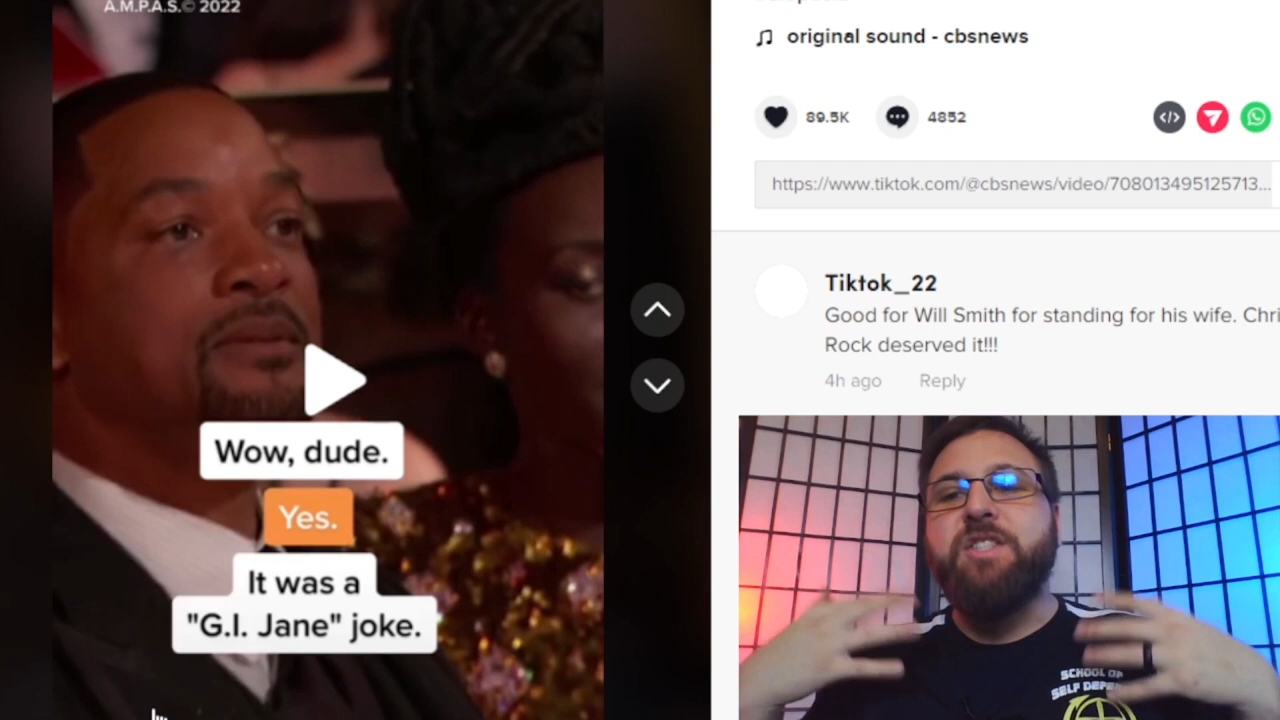 A.M.P.A.S.© 2022
Wow, dude.
Yes.
It was a
"G.I. Jane" joke.
original sound - cbsnews
89.5K
4852
https://www.tiktok.com/@cbsnews/video/708013495125713...
Tiktok_22
Good for Will Smith for standing for his wife. Chri
Rock deserved it!!!
4h ago Reply
SCHOOL OF
SELF DEFE